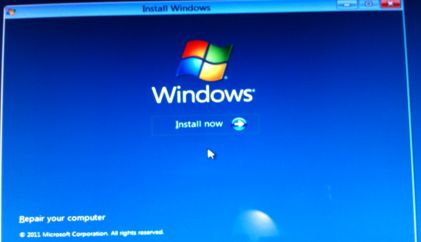 Install Windows
Windows®
Install now
Repair your computer
© 2011 Microsoft Corporation. All rights reserved.